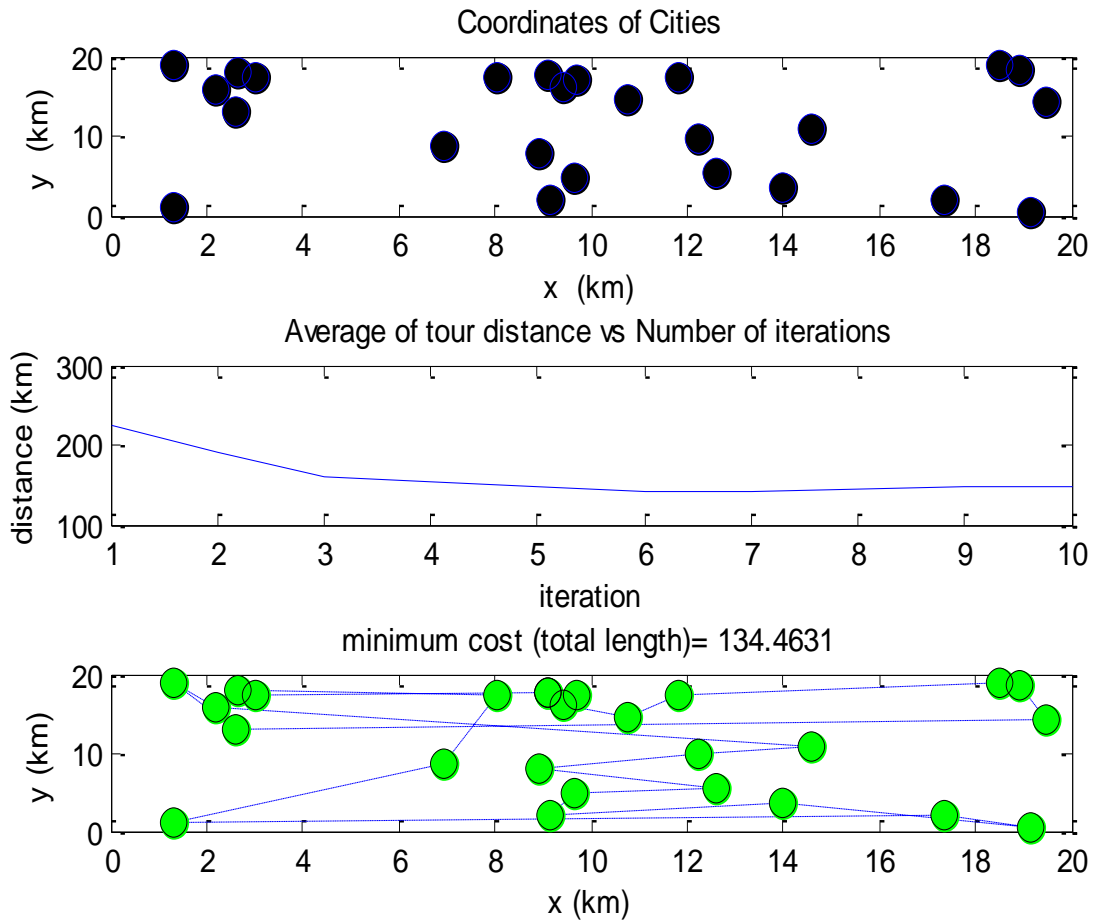 Coordinates of Cities
20
10
0
y (km)
0 2 4 6 8 10 12 14 16 18 20
x (km)
Average of tour distance vs Number of iterations
300
200
100
distance (km)
1 2 3 4 5 6 7 8 9 10
iteration
minimum cost (total length)= 134.4631
20
10
0
y (km)
0 2 4 6 8 10 12 14 16 18 20
x (km)